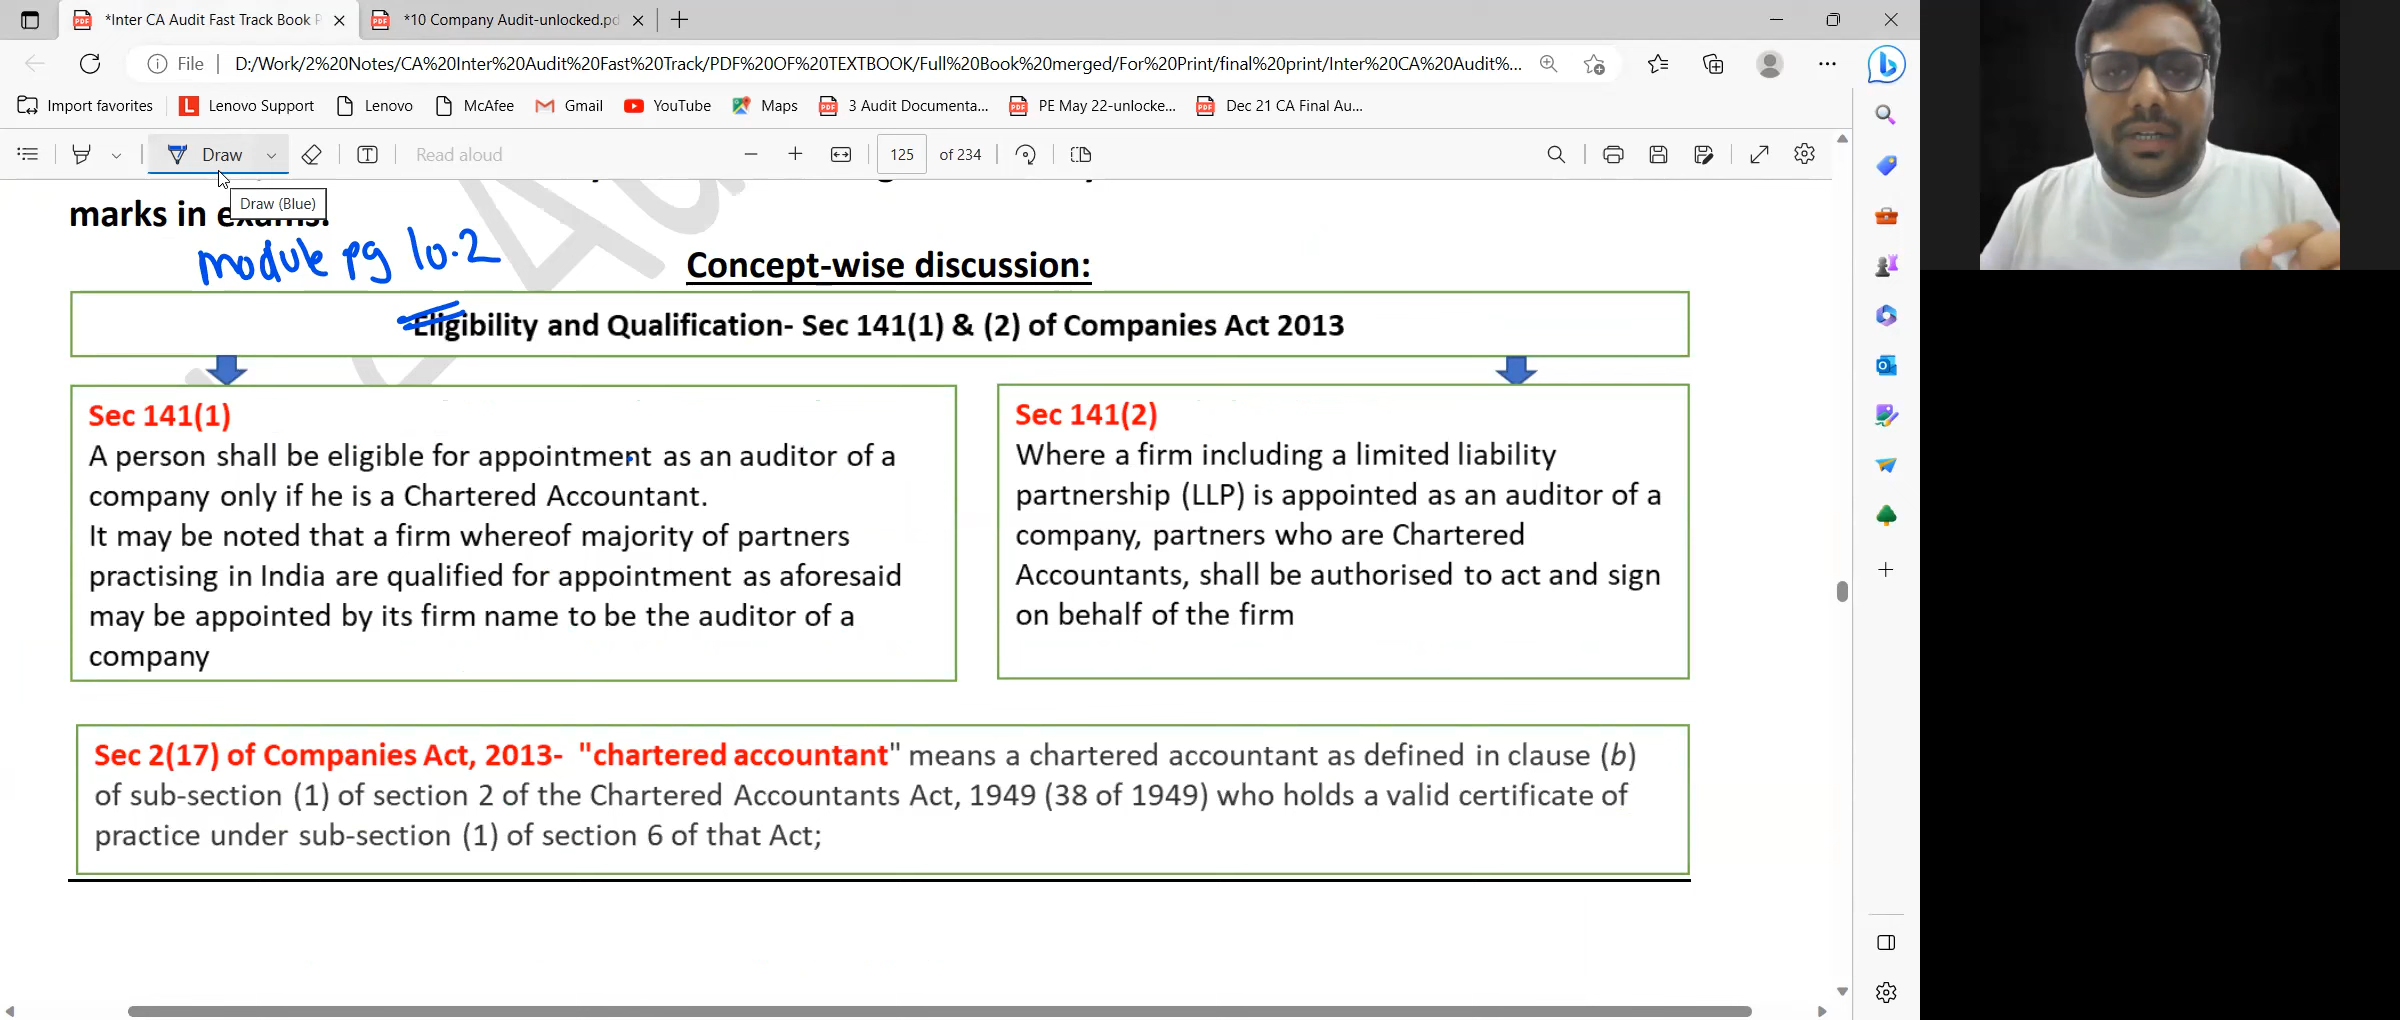 *Inter CA Audit Fast Track Book P
*10 Company Audit-unlocked.pd
File
D:/Work/2%20Notes/CA%20Inter%20Audit%20Fast%20Track/PDF%20OF%20TEXTBOOK/Full%20Book%20merged/For%20Print/final%20print/Inter%20CA%20Audit%...
Import favorites
Lenovo Support
Lenovo
McAfee
Gmail
YouTube
Maps
3 Audit Documenta...
PE May 22-unlocke...
Dec 21 CA Final Au...
Draw
Read aloud
125 of 234
Draw (Blue)
marks in exams.
module pg 10.2
Concept-wise discussion:
Eligibility and Qualification- Sec 141(1) & (2) of Companies Act 2013
Sec 141(1)
A person shall be eligible for appointment as an auditor of a
company only if he is a Chartered Accountant.
It may be noted that a firm whereof majority of partners
practising in India are qualified for appointment as aforesaid
may be appointed by its firm name to be the auditor of a
company
Sec 141(2)
Where a firm including a limited liability
partnership (LLP) is appointed as an auditor of a
company, partners who are Chartered
Accountants, shall be authorised to act and sign
on behalf of the firm
Sec 2(17) of Companies Act, 2013- "chartered accountant" means a chartered accountant as defined in clause (b)
of sub-section (1) of section 2 of the Chartered Accountants Act, 1949 (38 of 1949) who holds a valid certificate of
practice under sub-section (1) of section 6 of that Act;